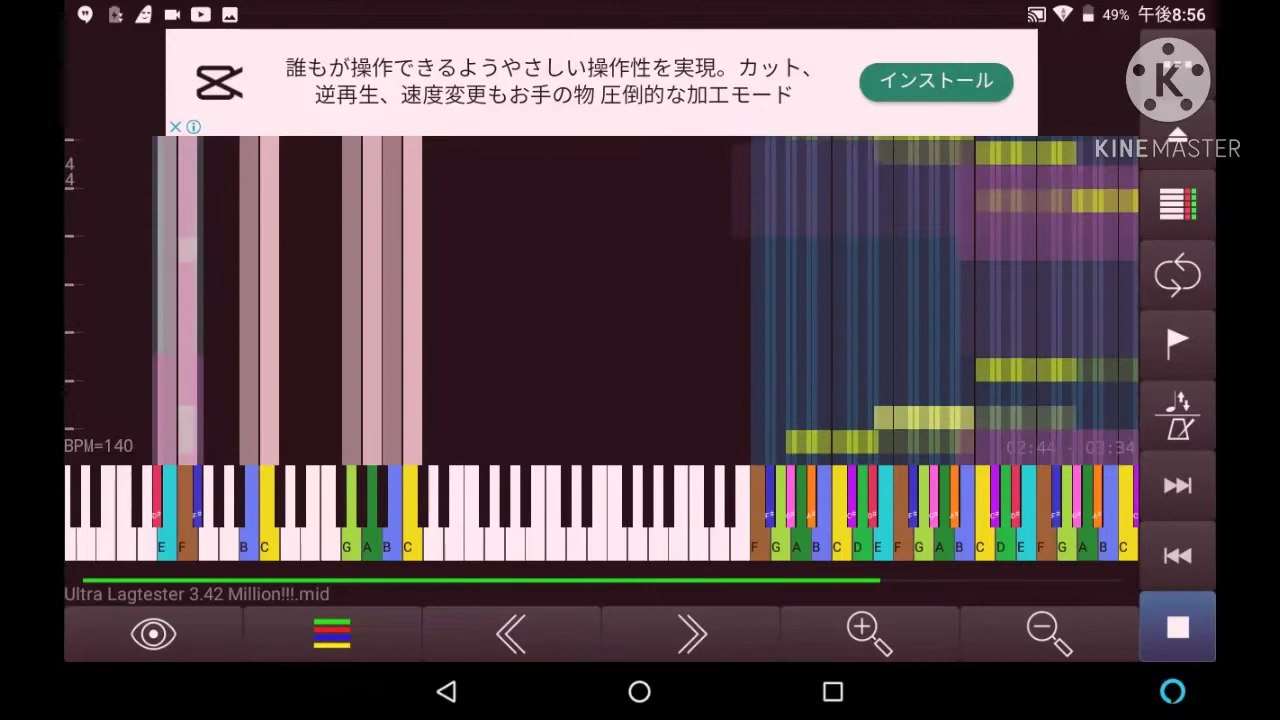 49% 午後8:56
誰もが操作できるようやさしい操作性を実現。カット、
逆再生、速度変更もお手の物 圧倒的な加工モード
インストール
K
KINEMASTER
4
4
BPM=140
02:44 - 03:34
E F B C G A B C F G A B C D E F G A B C D E F G A B C
Ultra Lagtester 3.42 Million!!!.mid